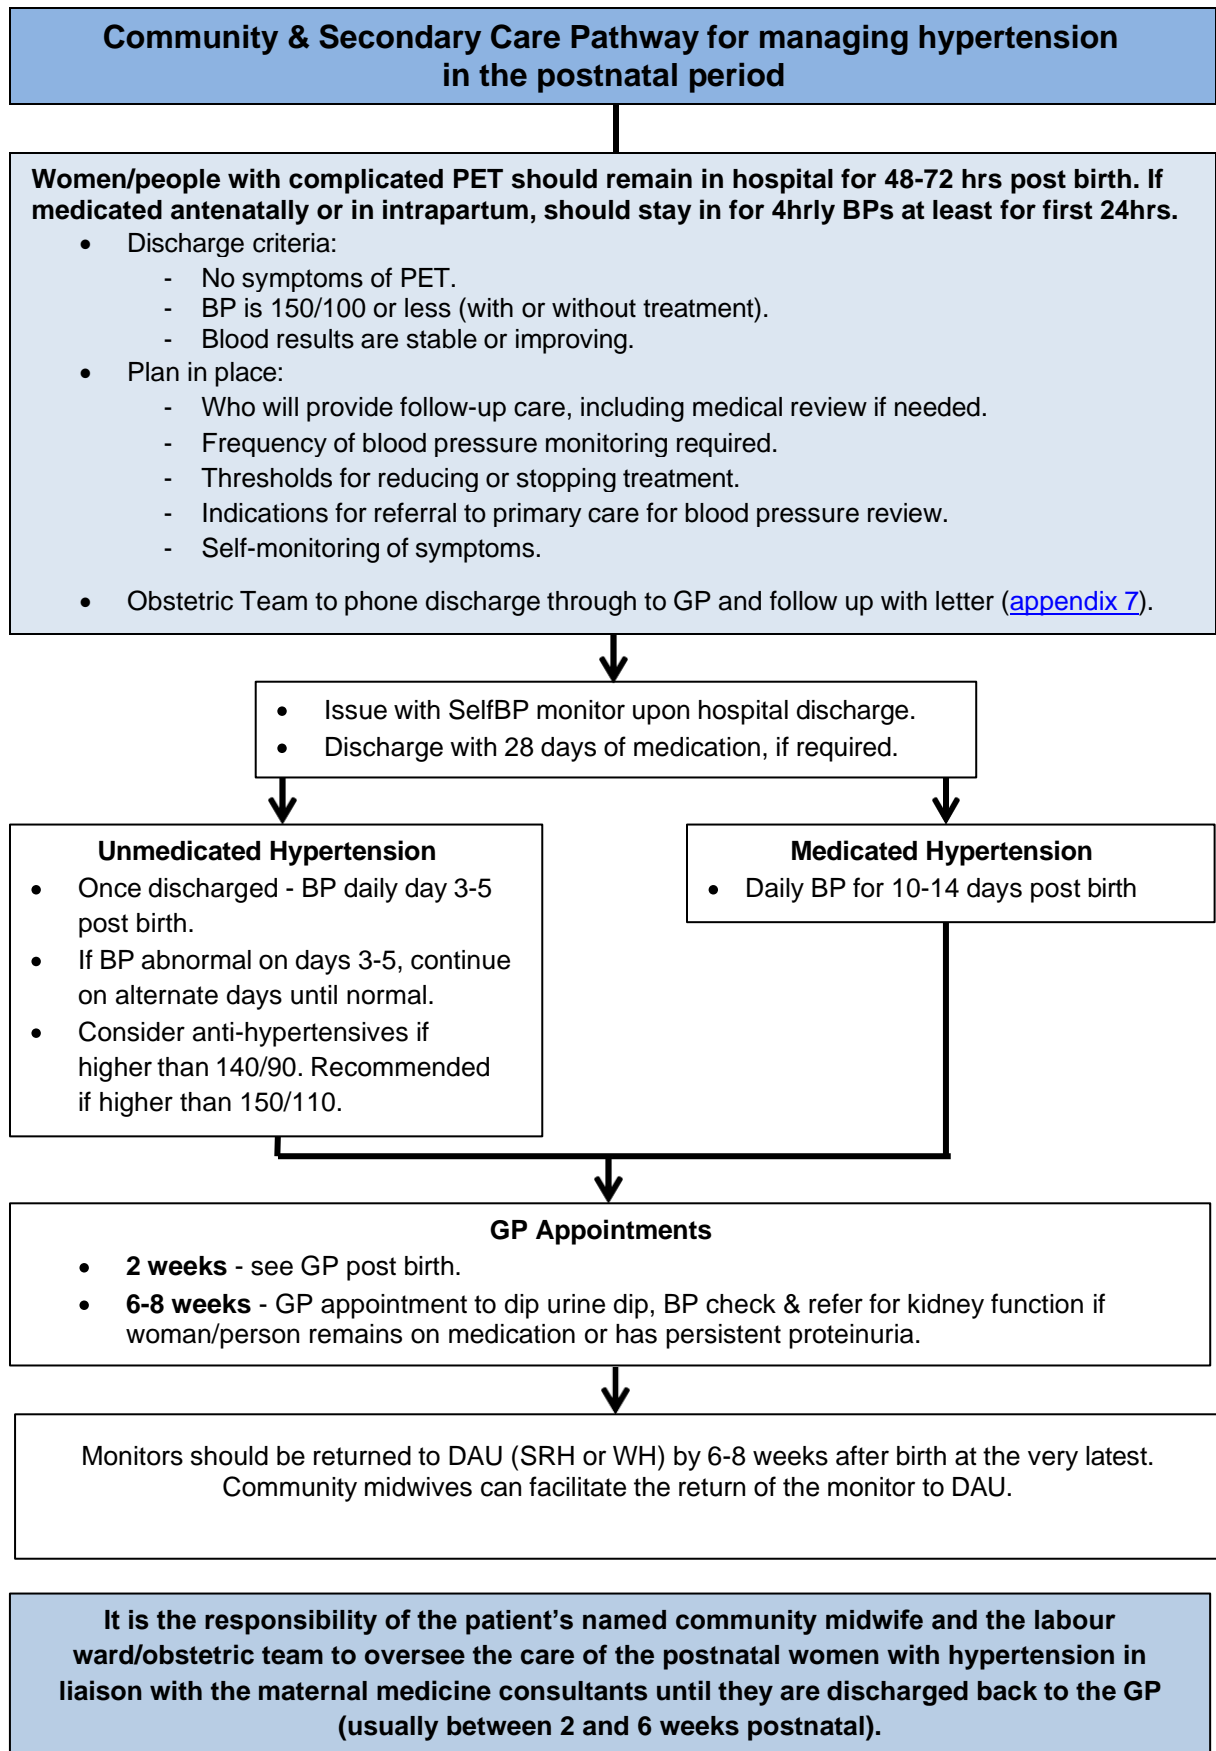 Community & Secondary Care Pathway for managing hypertension
in the postnatal period
Women/people with complicated PET should remain in hospital for 48-72 hrs post birth. If
medicated antenatally or in intrapartum, should stay in for 4hrly BPs at least for first 24hrs.
• Discharge criteria:
- No symptoms of PET.
- BP is 150/100 or less (with or without treatment).
- Blood results are stable or improving.
• Plan in place:
- Who will provide follow-up care, including medical review if needed.
- Frequency of blood pressure monitoring required.
- Thresholds for reducing or stopping treatment.
- Indications for referral to primary care for blood pressure review.
- Self-monitoring of symptoms.
• Obstetric Team to phone discharge through to GP and follow up with letter (appendix 7).
• Issue with SelfBP monitor upon hospital discharge.
• Discharge with 28 days of medication, if required.
Unmedicated Hypertension
• Once discharged - BP daily day 3-5
post birth.
• If BP abnormal on days 3-5, continue
on alternate days until normal.
• Consider anti-hypertensives if
higher than 140/90. Recommended
if higher than 150/110.
Medicated Hypertension
• Daily BP for 10-14 days post birth
GP Appointments
• 2 weeks - see GP post birth.
• 6-8 weeks - GP appointment to dip urine dip, BP check & refer for kidney function if
woman/person remains on medication or has persistent proteinuria.
Monitors should be returned to DAU (SRH or WH) by 6-8 weeks after birth at the very latest.
Community midwives can facilitate the return of the monitor to DAU.
It is the responsibility of the patient's named community midwife and the labour
ward/obstetric team to oversee the care of the postnatal women with hypertension in
liaison with the maternal medicine consultants until they are discharged back to the GP
(usually between 2 and 6 weeks postnatal).